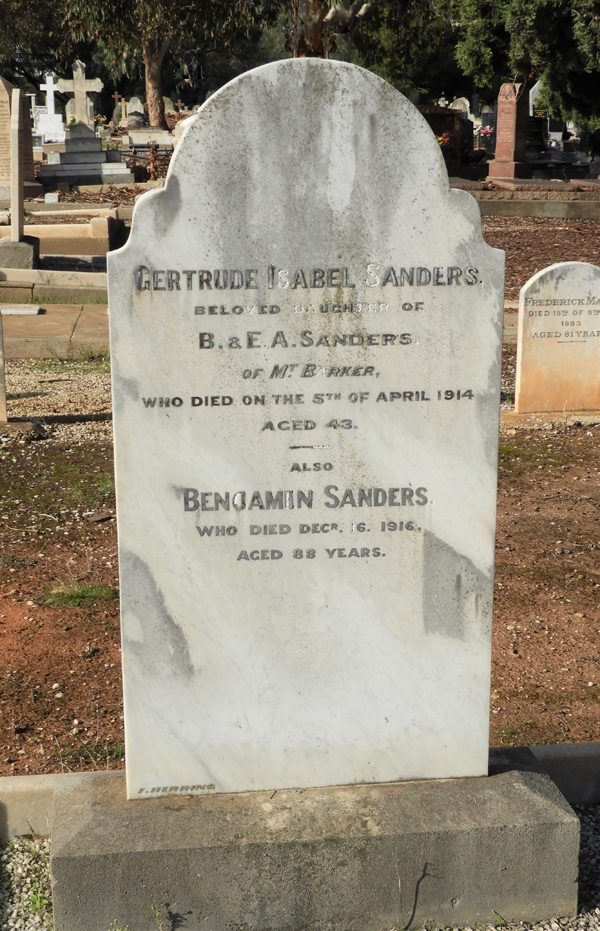 GERTRUDE ISABEL SANDERS.
BELOVED DAUGHTER OF
B. & E.A. SANDERS.
OF MT BARKER,
WHO DIED ON THE 5TH OF APRIL 1914
AGED 43.
ALSO
BENJAMIN SANDERS.
WHO DIED DECR. 16. 1916.
AGED 88 YEARS.
F. HERRING
FREDERICK
DIED 18TH OF
1893
AGED 81 YEAR